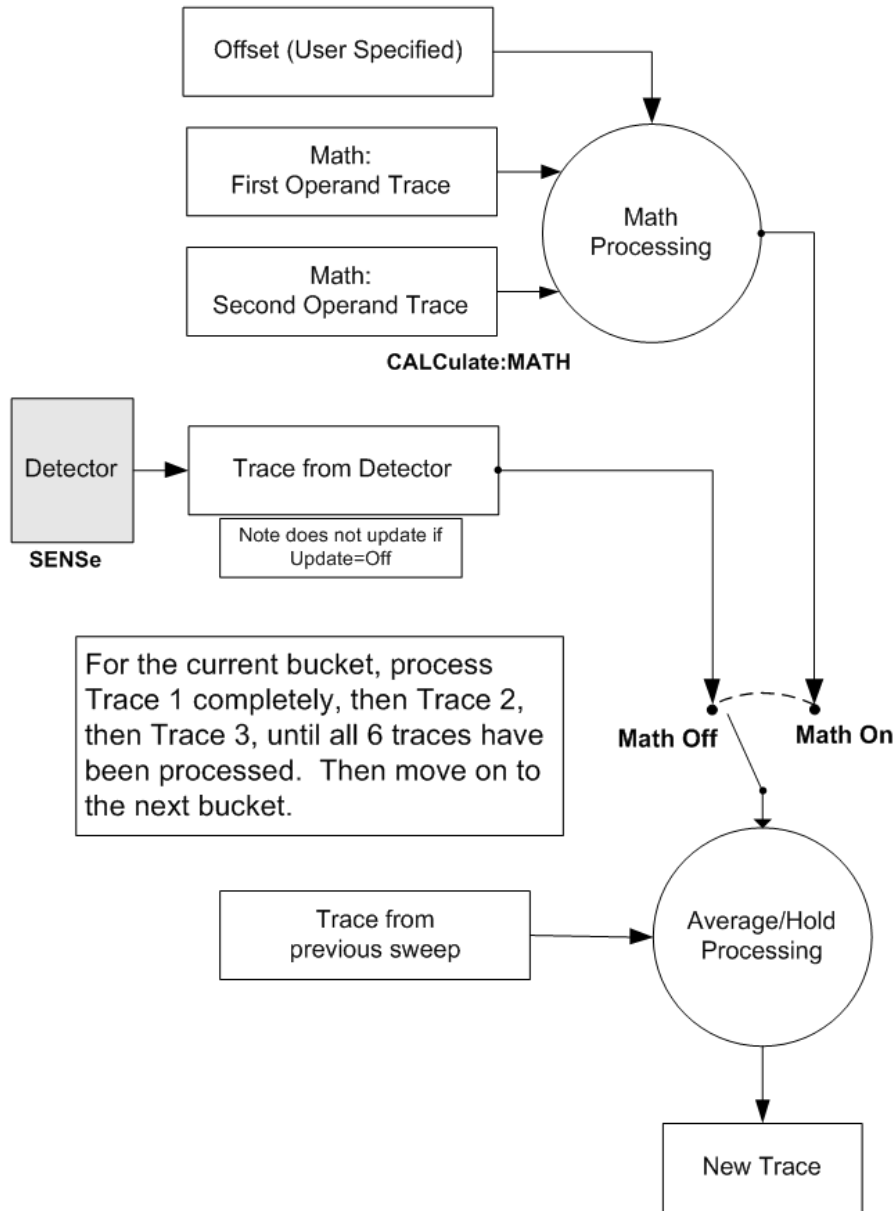 Offset (User Specified)
Math:
First Operand Trace
Math
Processing
Math:
Second Operand Trace
CALCulate:MATH
Detector
Trace from Detector
Note does not update if
Update=Off
SENSe
For the current bucket, process
Trace 1 completely, then Trace 2,
then Trace 3, until all 6 traces have
been processed.  Then move on to
the next bucket.
Math Off
Math On
Trace from
previous sweep
Average/Hold
Processing
New Trace